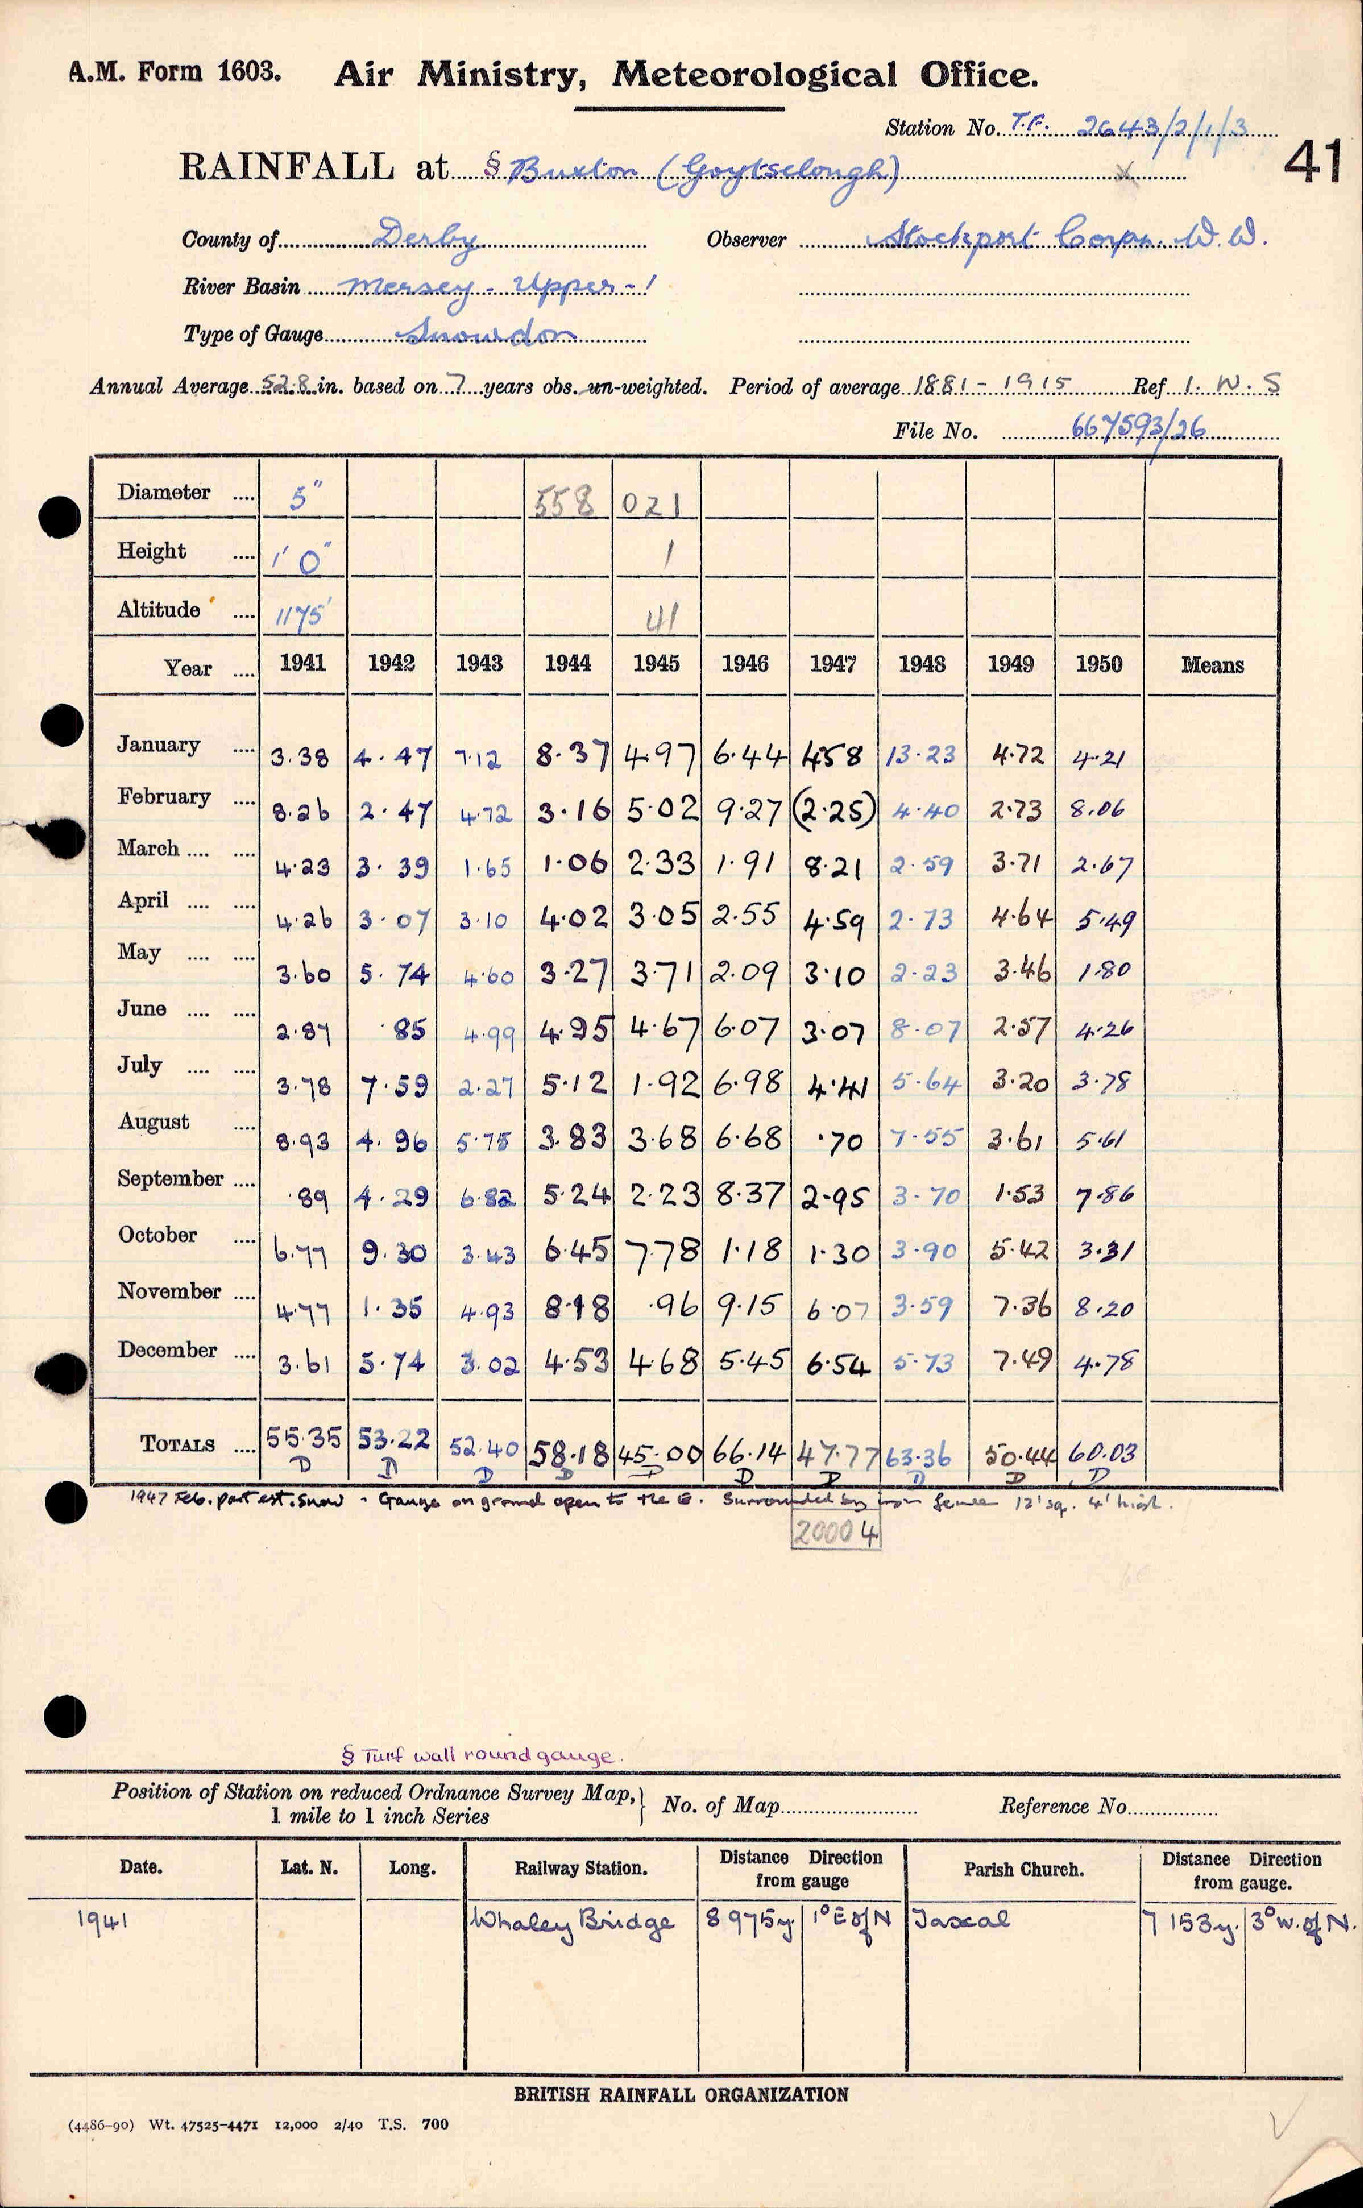 A.M. Form 1603. Air Ministry, Meteorological Office.
Station No. T.F. 2643/2/1/3
41
RAINFALL at § Buxton (Goytsclough) x
County of Derby Observer Stockport Corpn. W.W.
River Basin Mersey - Upper - 1
Type of Gauge Snowdon
Annual Average 52.8 in. based on 7 years obs. un-weighted. Period of average 1881 - 1915 Ref I. W. S
File No. 667593/26
Diameter .... 5" 558 021
Height .... 1' 0" 1
Altitude .... 1175' 41
Year .... 1941 1942 1943 1944 1945 1946 1947 1948 1949 1950 Means
January .... 3.38 4.47 7.12 8.37 4.97 6.44 4.58 13.23 4.72 4.21
February .... 8.26 2.47 4.72 3.16 5.02 9.27 (2.25) 4.40 2.73 8.06
March .... .... 4.23 3.39 1.65 1.06 2.33 1.91 8.21 2.59 3.71 2.67
April .... .... 4.26 3.07 3.10 4.02 3.05 2.55 4.59 2.73 4.64 5.49
May .... .... 3.60 5.74 4.60 3.27 3.71 2.09 3.10 2.23 3.46 1.80
June .... .... 2.87 .85 4.99 4.95 4.67 6.07 3.07 8.07 2.57 4.26
July .... .... 3.78 7.59 2.27 5.12 1.92 6.98 4.41 5.64 3.20 3.78
August .... 8.93 4.96 5.75 3.83 3.68 6.68 .70 7.55 3.61 5.61
September .... .89 4.29 6.82 5.24 2.23 8.37 2.95 3.70 1.53 7.86
October .... 6.77 9.30 3.43 6.45 7.78 1.18 1.30 3.90 5.42 3.31
November .... 4.77 1.35 4.93 8.18 .96 9.15 6.07 3.59 7.36 8.20
December .... 3.61 5.74 3.02 4.53 4.68 5.45 6.54 5.73 7.49 4.78
TOTALS .... 55.35 53.22 52.40 58.18 45.00 66.14 47.77 63.36 50.44 60.03
D D D D D D D D D D
1947 Feb. part est. snow - Gauge on ground open to the E. Surrounded by iron fence 12' sq. 4' high.
2000 4
§ Turf wall round gauge.
Position of Station on reduced Ordnance Survey Map, } No. of Map Reference No.
1 mile to 1 inch Series
Date. Lat. N. Long. Railway Station. Distance Direction from gauge Parish Church. Distance Direction from gauge.
1941 Whaley Bridge 8975y. 1° E of N Taxal 7153y. 3° W. of N.
BRITISH RAINFALL ORGANIZATION
(4486-90) Wt. 47525-4471 12,000 2/40 T.S. 700